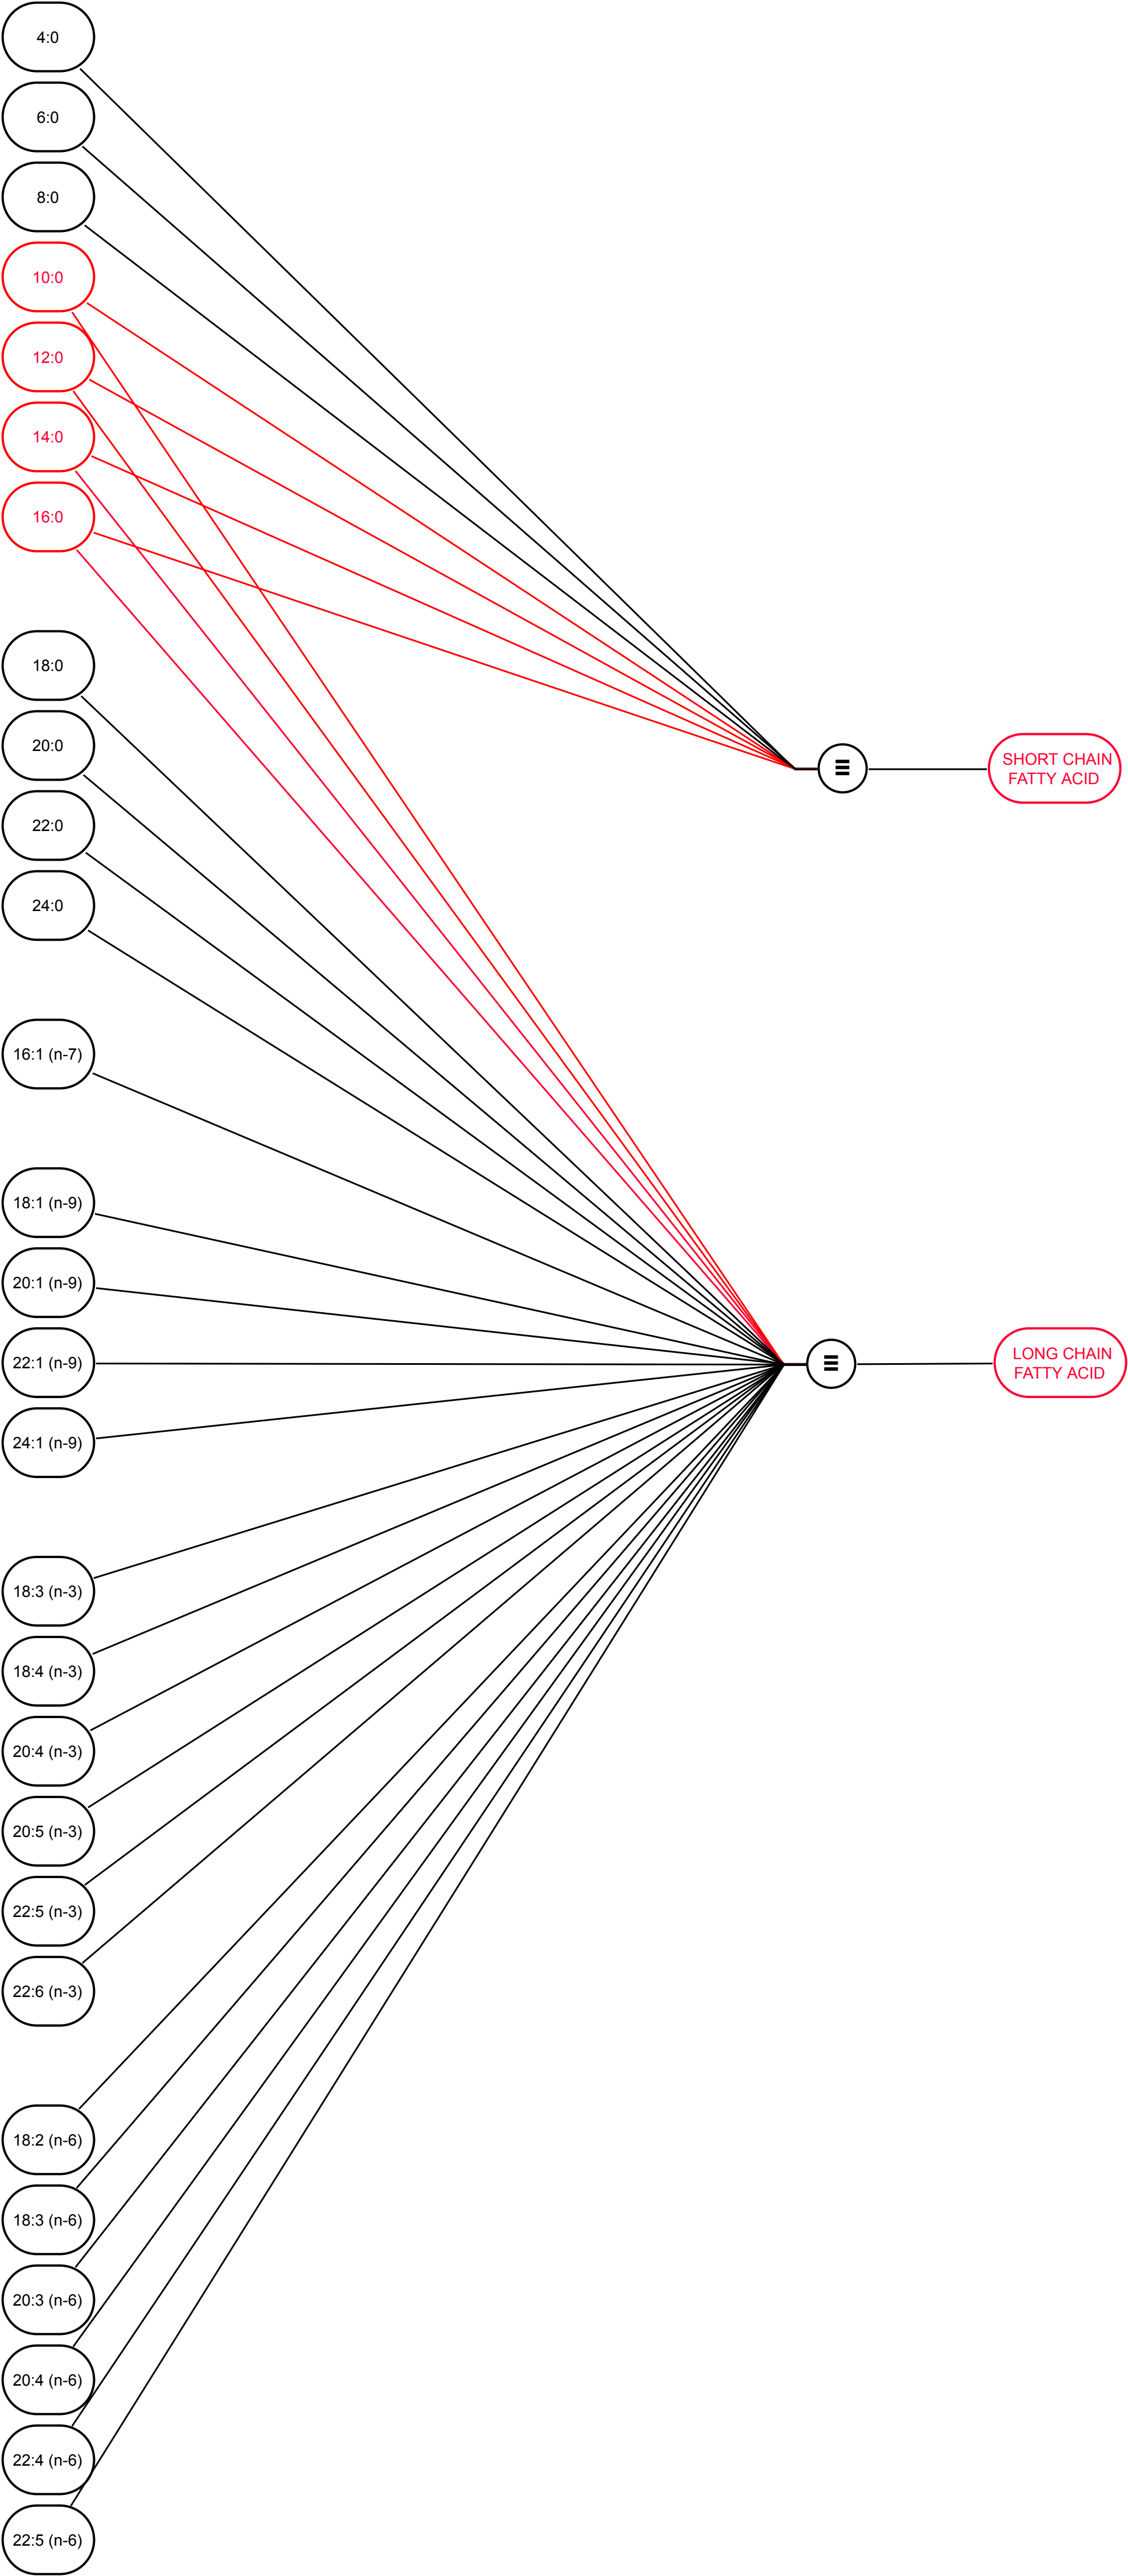 4:0
6:0
8:0
10:0
12:0
14:0
16:0
18:0
20:0
22:0
24:0
16:1 (n-7)
18:1 (n-9)
20:1 (n-9)
22:1 (n-9)
24:1 (n-9)
18:3 (n-3)
18:4 (n-3)
20:4 (n-3)
20:5 (n-3)
22:5 (n-3)
22:6 (n-3)
18:2 (n-6)
18:3 (n-6)
20:3 (n-6)
20:4 (n-6)
22:4 (n-6)
22:5 (n-6)
≡
SHORT CHAIN
FATTY ACID
≡
LONG CHAIN
FATTY ACID